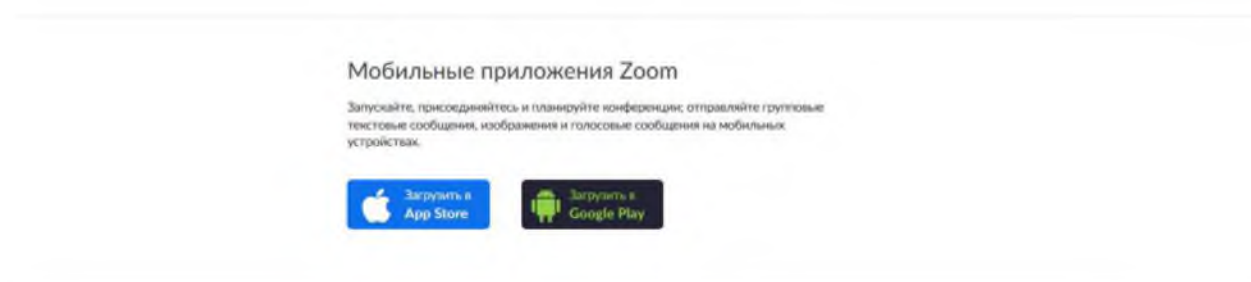 Мобильные приложения Zoom
Запускайте, присоединяйтесь и планируйте конференции; отправляйте групповые
текстовые сообщения, изображения и голосовые сообщения на мобильных
устройствах.
Загрузить в
App Store
Загрузить в
Google Play